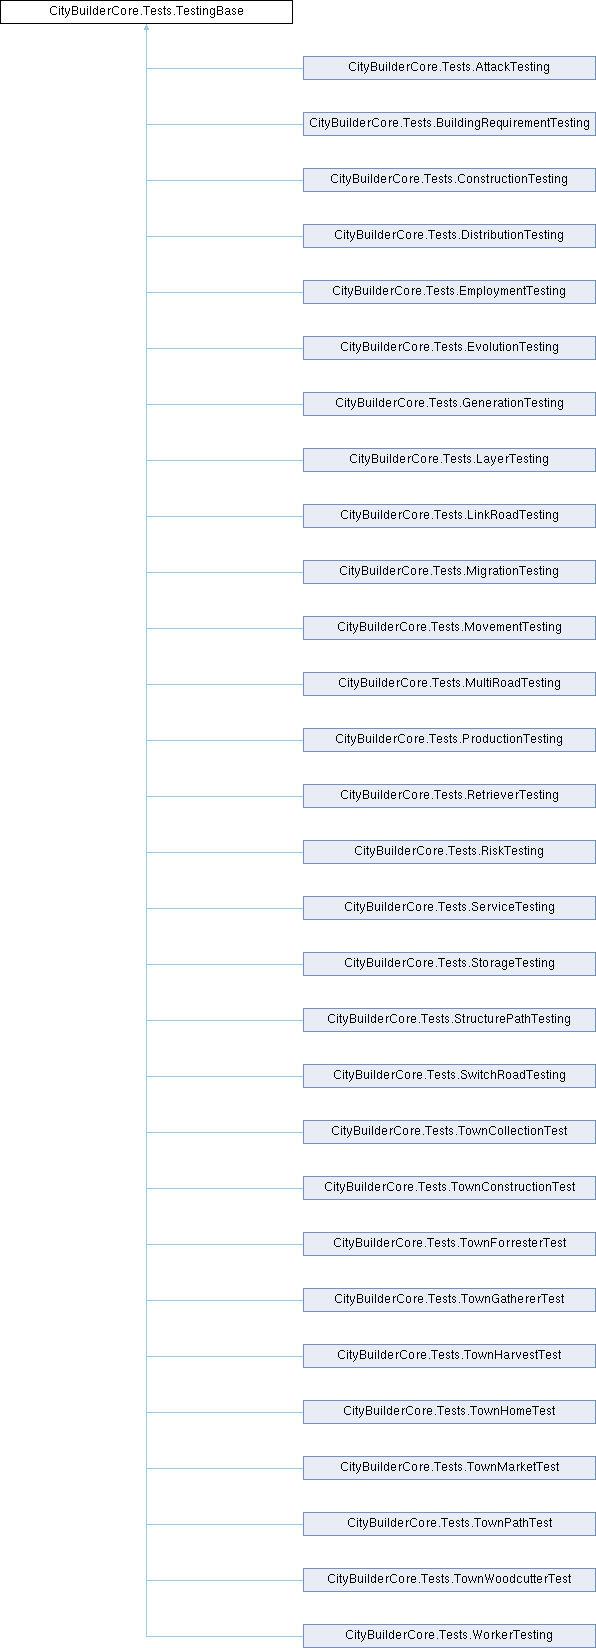 CityBuilderCore.Tests.TestingBase
CityBuilderCore.Tests.AttackTesting
CityBuilderCore.Tests.BuildingRequirementTesting
CityBuilderCore.Tests.ConstructionTesting
CityBuilderCore.Tests.DistributionTesting
CityBuilderCore.Tests.EmploymentTesting
CityBuilderCore.Tests.EvolutionTesting
CityBuilderCore.Tests.GenerationTesting
CityBuilderCore.Tests.LayerTesting
CityBuilderCore.Tests.LinkRoadTesting
CityBuilderCore.Tests.MigrationTesting
CityBuilderCore.Tests.MovementTesting
CityBuilderCore.Tests.MultiRoadTesting
CityBuilderCore.Tests.ProductionTesting
CityBuilderCore.Tests.RetrieverTesting
CityBuilderCore.Tests.RiskTesting
CityBuilderCore.Tests.ServiceTesting
CityBuilderCore.Tests.StorageTesting
CityBuilderCore.Tests.StructurePathTesting
CityBuilderCore.Tests.SwitchRoadTesting
CityBuilderCore.Tests.TownCollectionTest
CityBuilderCore.Tests.TownConstructionTest
CityBuilderCore.Tests.TownForresterTest
CityBuilderCore.Tests.TownGathererTest
CityBuilderCore.Tests.TownHarvestTest
CityBuilderCore.Tests.TownHomeTest
CityBuilderCore.Tests.TownMarketTest
CityBuilderCore.Tests.TownPathTest
CityBuilderCore.Tests.TownWoodcutterTest
CityBuilderCore.Tests.WorkerTesting